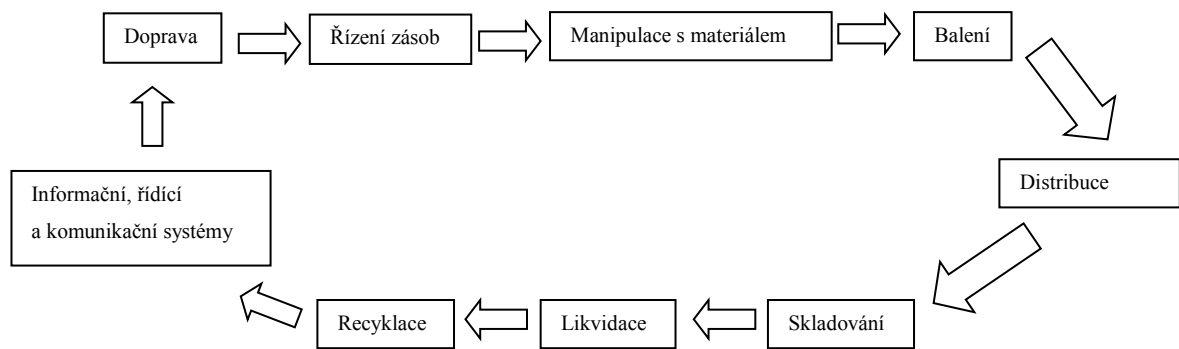 Doprava
Řízení zásob
Manipulace s materiálem
Balení
Distribuce
Skladování
Likvidace
Recyklace
Informační, řídící
a komunikační systémy